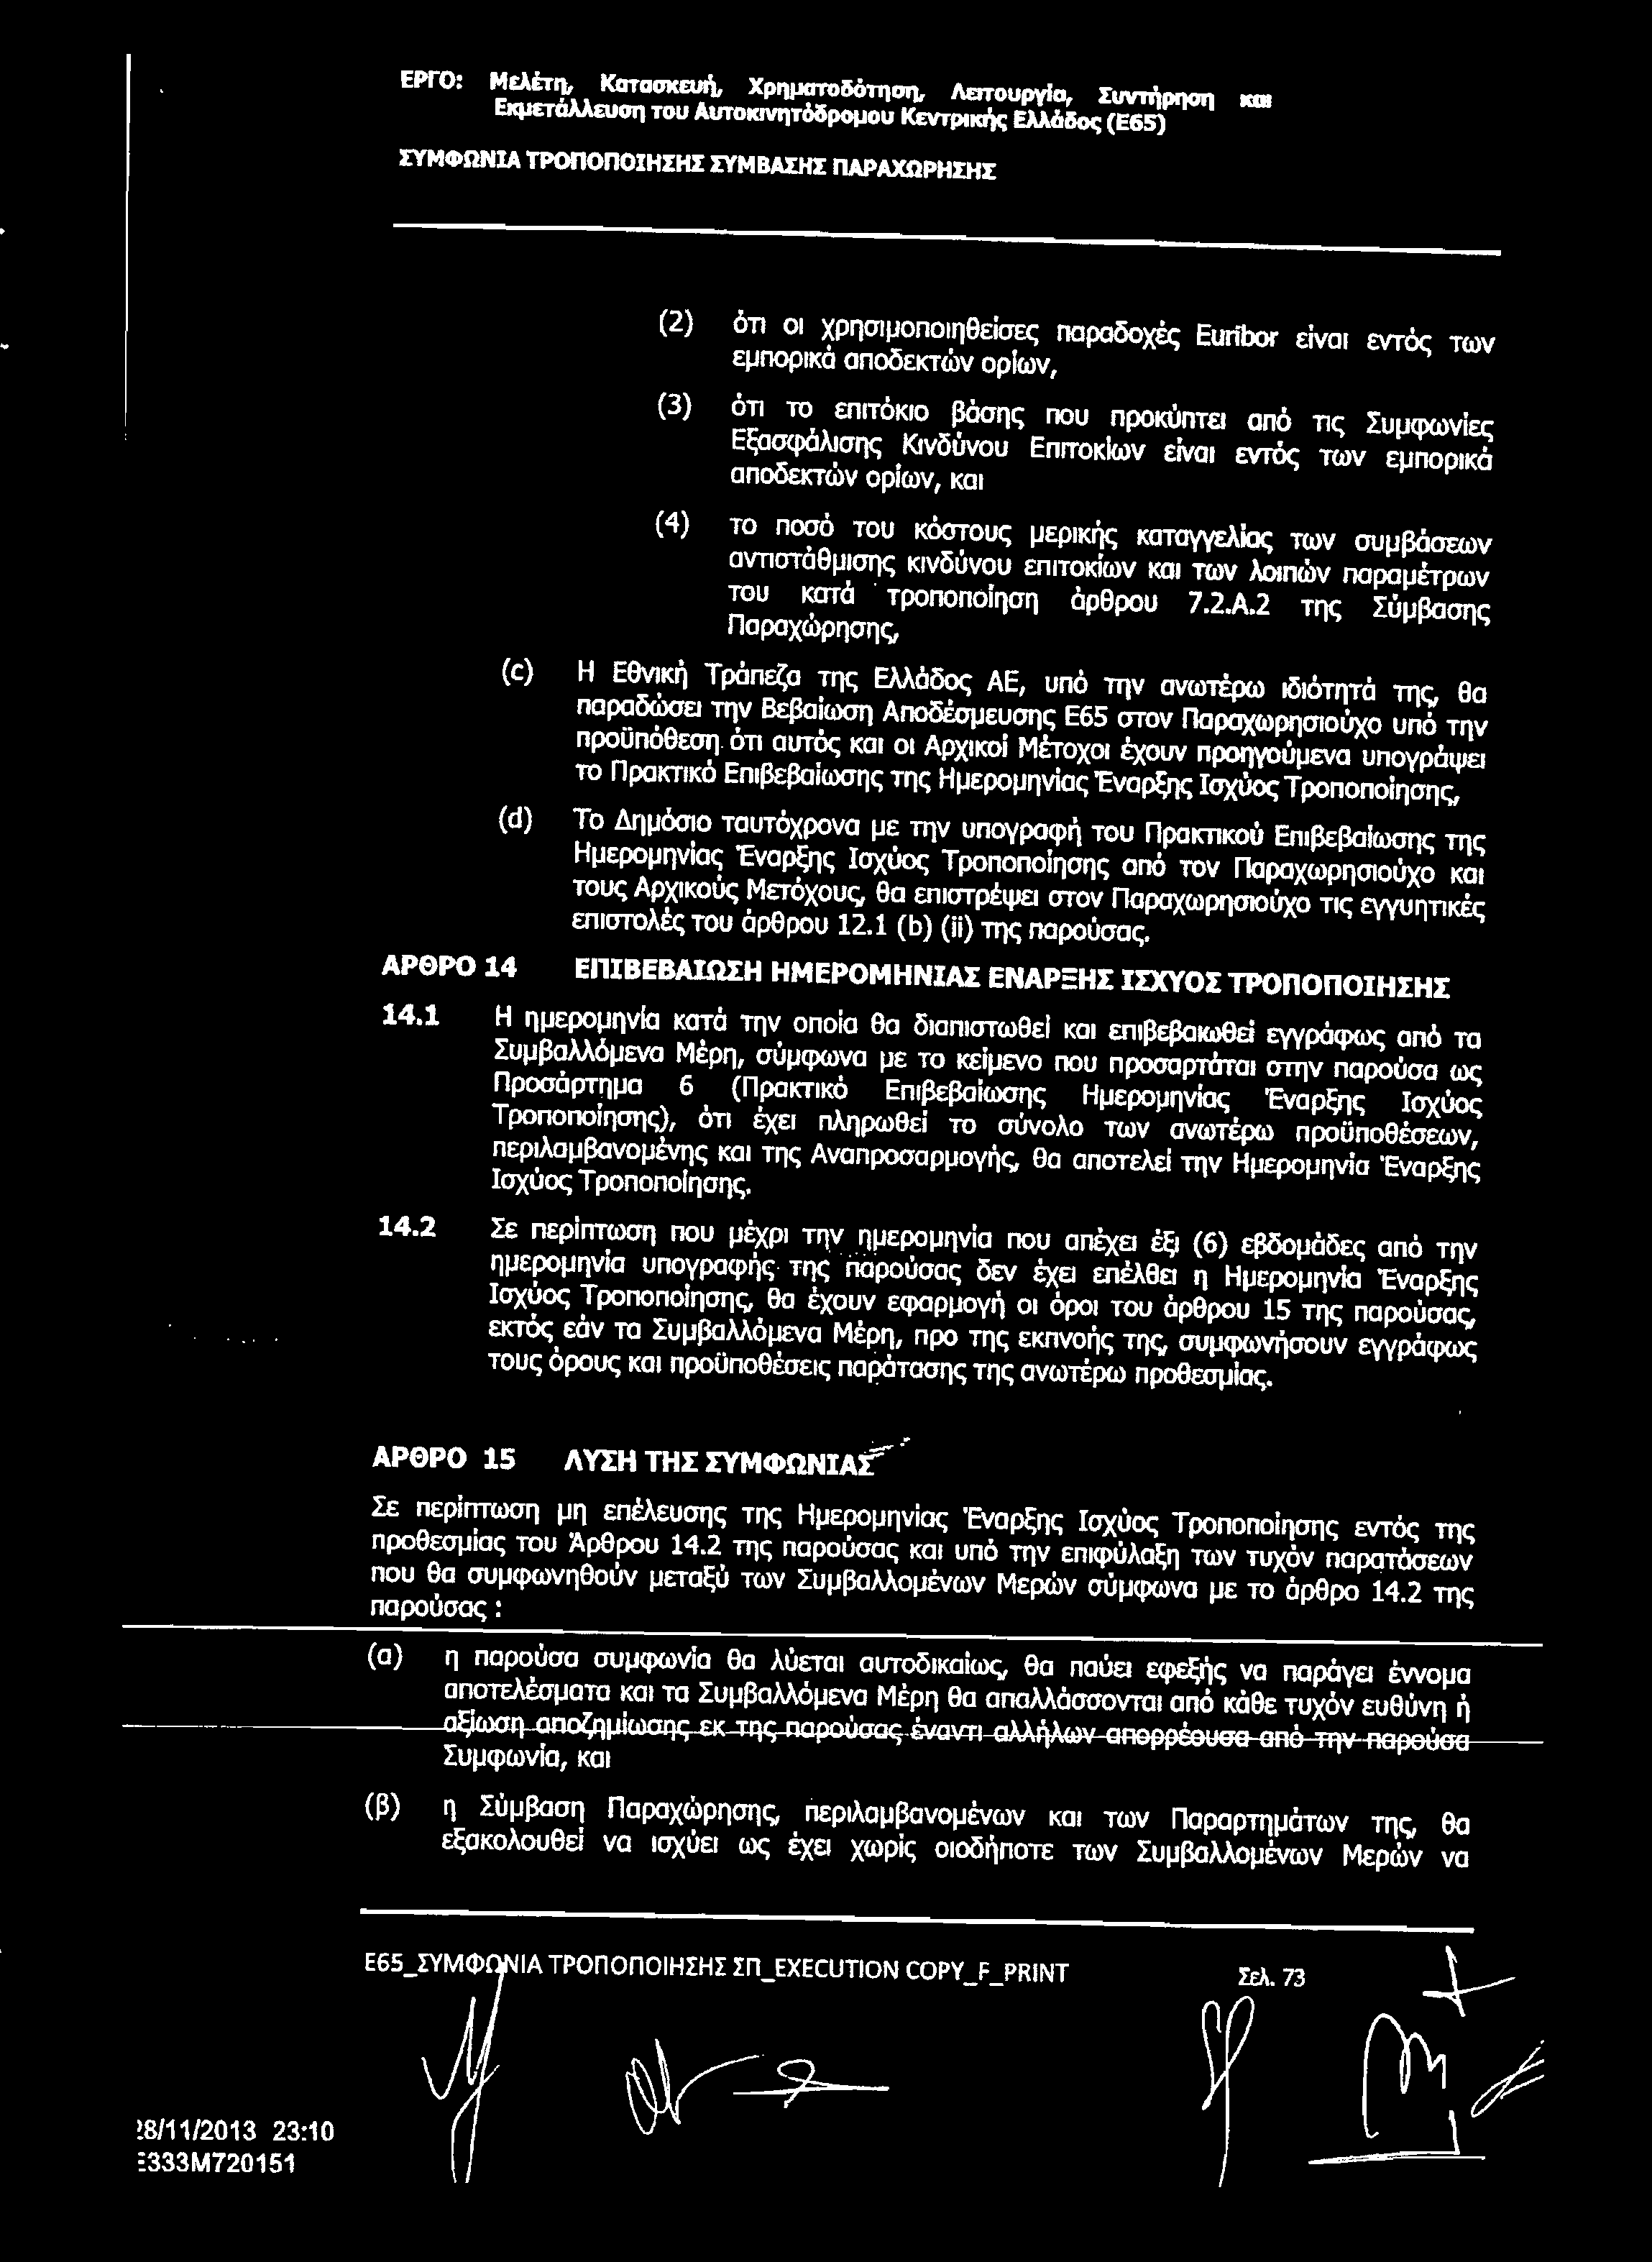 ΕΡΓΟ: Μελέτη, Κατασκευή, Χρηματοδότηση, Λειτουργία, Συντήρηση και
Εκμετάλλευση του Αυτοκινητόδρομου Κεντρικής Ελλάδος (Ε65)
ΣΥΜΦΩΝΙΑ ΤΡΟΠΟΠΟΙΗΣΗΣ ΣΥΜΒΑΣΗΣ ΠΑΡΑΧΩΡΗΣΗΣ
(2) ότι οι χρησιμοποιηθείσες παραδοχές Euribor είναι εντός των
εμπορικά αποδεκτών ορίων,
(3) ότι το επιτόκιο βάσης που προκύπτει από τις Συμφωνίες
Εξασφάλισης Κινδύνου Επιτοκίων είναι εντός των εμπορικά
αποδεκτών ορίων, και
(4) το ποσό του κόστους μερικής καταγγελίας των συμβάσεων
αντιστάθμισης κινδύνου επιτοκίων και των λοιπών παραμέτρων
του κατά τροποποίηση άρθρου 7.2.Α.2 της Σύμβασης
Παραχώρησης,
(c) Η Εθνική Τράπεζα της Ελλάδος ΑΕ, υπό την ανωτέρω ιδιότητά της, θα
παραδώσει την Βεβαίωση Αποδέσμευσης Ε65 στον Παραχωρησιούχο υπό την
προϋπόθεση ότι αυτός και οι Αρχικοί Μέτοχοι έχουν προηγούμενα υπογράψει
το Πρακτικό Επιβεβαίωσης της Ημερομηνίας Έναρξης Ισχύος Τροποποίησης,
(d) Το Δημόσιο ταυτόχρονα με την υπογραφή του Πρακτικού Επιβεβαίωσης της
Ημερομηνίας Έναρξης Ισχύος Τροποποίησης από τον Παραχωρησιούχο και
τους Αρχικούς Μετόχους, θα επιστρέψει στον Παραχωρησιούχο τις εγγυητικές
επιστολές του άρθρου 12.1 (b) (ii) της παρούσας.
ΑΡΘΡΟ 14 ΕΠΙΒΕΒΑΙΩΣΗ ΗΜΕΡΟΜΗΝΙΑΣ ΕΝΑΡΞΗΣ ΙΣΧΥΟΣ ΤΡΟΠΟΠΟΙΗΣΗΣ
14.1 Η ημερομηνία κατά την οποία θα διαπιστωθεί και επιβεβαιωθεί εγγράφως από τα
Συμβαλλόμενα Μέρη, σύμφωνα με το κείμενο που προσαρτάται στην παρούσα ως
Προσάρτημα 6 (Πρακτικό Επιβεβαίωσης Ημερομηνίας Έναρξης Ισχύος
Τροποποίησης), ότι έχει πληρωθεί το σύνολο των ανωτέρω προϋποθέσεων,
περιλαμβανομένης και της Αναπροσαρμογής, θα αποτελεί την Ημερομηνία Έναρξης
Ισχύος Τροποποίησης.
14.2 Σε περίπτωση που μέχρι την ημερομηνία που απέχει έξι (6) εβδομάδες από την
ημερομηνία υπογραφής της παρούσας δεν έχει επέλθει η Ημερομηνία Έναρξης
Ισχύος Τροποποίησης, θα έχουν εφαρμογή οι όροι του άρθρου 15 της παρούσας,
εκτός εάν τα Συμβαλλόμενα Μέρη, προ της εκπνοής της, συμφωνήσουν εγγράφως
τους όρους και προϋποθέσεις παράτασης της ανωτέρω προθεσμίας.
ΑΡΘΡΟ 15 ΛΥΣΗ ΤΗΣ ΣΥΜΦΩΝΙΑΣ
Σε περίπτωση μη επέλευσης της Ημερομηνίας Έναρξης Ισχύος Τροποποίησης εντός της
προθεσμίας του Άρθρου 14.2 της παρούσας και υπό την επιφύλαξη των τυχόν παρατάσεων
που θα συμφωνηθούν μεταξύ των Συμβαλλομένων Μερών σύμφωνα με το άρθρο 14.2 της
παρούσας :
(α) η παρούσα συμφωνία θα λύεται αυτοδικαίως, θα παύει εφεξής να παράγει έννομα
αποτελέσματα και τα Συμβαλλόμενα Μέρη θα απαλλάσσονται από κάθε τυχόν ευθύνη ή
αξίωση αποζημίωσης εκ της παρούσας έναντι αλλήλων απορρέουσα από την παρούσα
Συμφωνία, και
(β) η Σύμβαση Παραχώρησης, περιλαμβανομένων και των Παραρτημάτων της, θα
εξακολουθεί να ισχύει ως έχει χωρίς οιοδήποτε των Συμβαλλομένων Μερών να
Ε65_ΣΥΜΦΩΝΙΑ ΤΡΟΠΟΠΟΙΗΣΗΣ ΣΠ_EXECUTION COPY_F_PRINT Σελ. 73
8/11/2013 23:10
333M720151